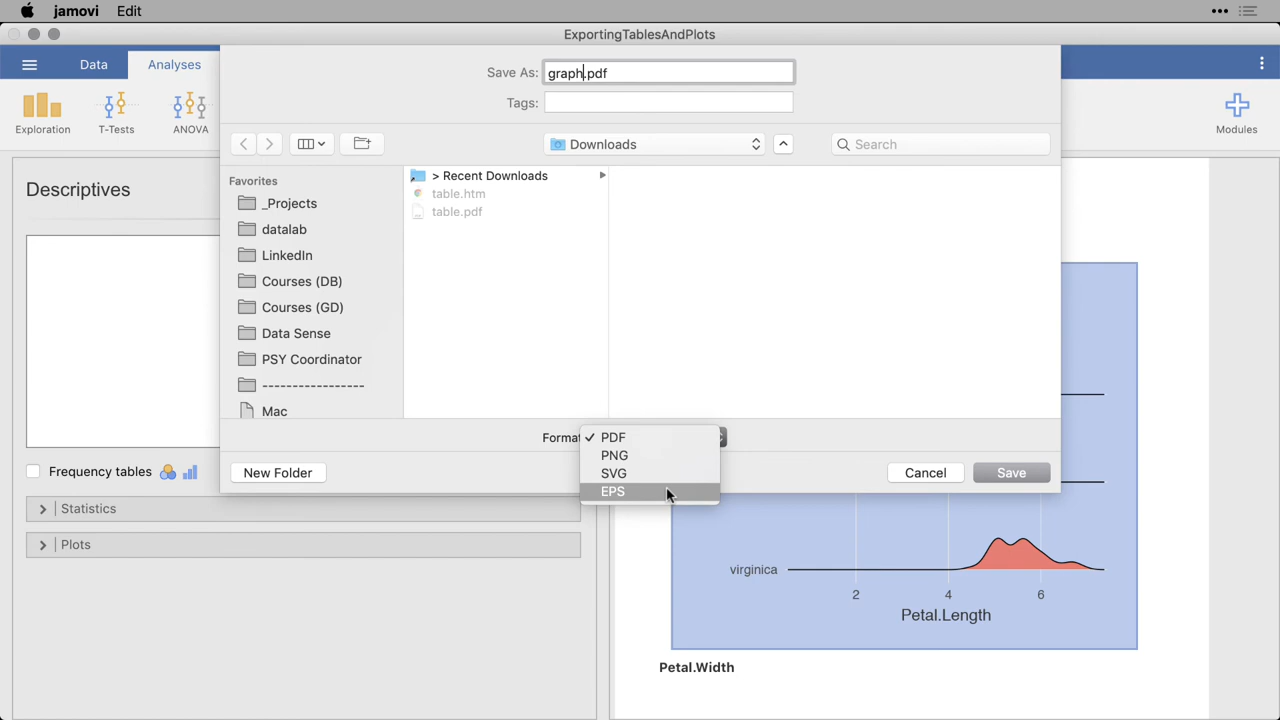 jamovi Edit
ExportingTablesAndPlots
Data Analyses
Exploration T-Tests ANOVA Modules
Save As: graph.pdf
Tags:
Downloads
Search
Favorites
_Projects
datalab
LinkedIn
Courses (DB)
Courses (GD)
Data Sense
PSY Coordinator
-----------------
Mac
> Recent Downloads
table.htm
table.pdf
Format
✓ PDF
PNG
SVG
EPS
New Folder Cancel Save
Descriptives
Frequency tables
Statistics
Plots
virginica
2 4 6
Petal.Length
Petal.Width